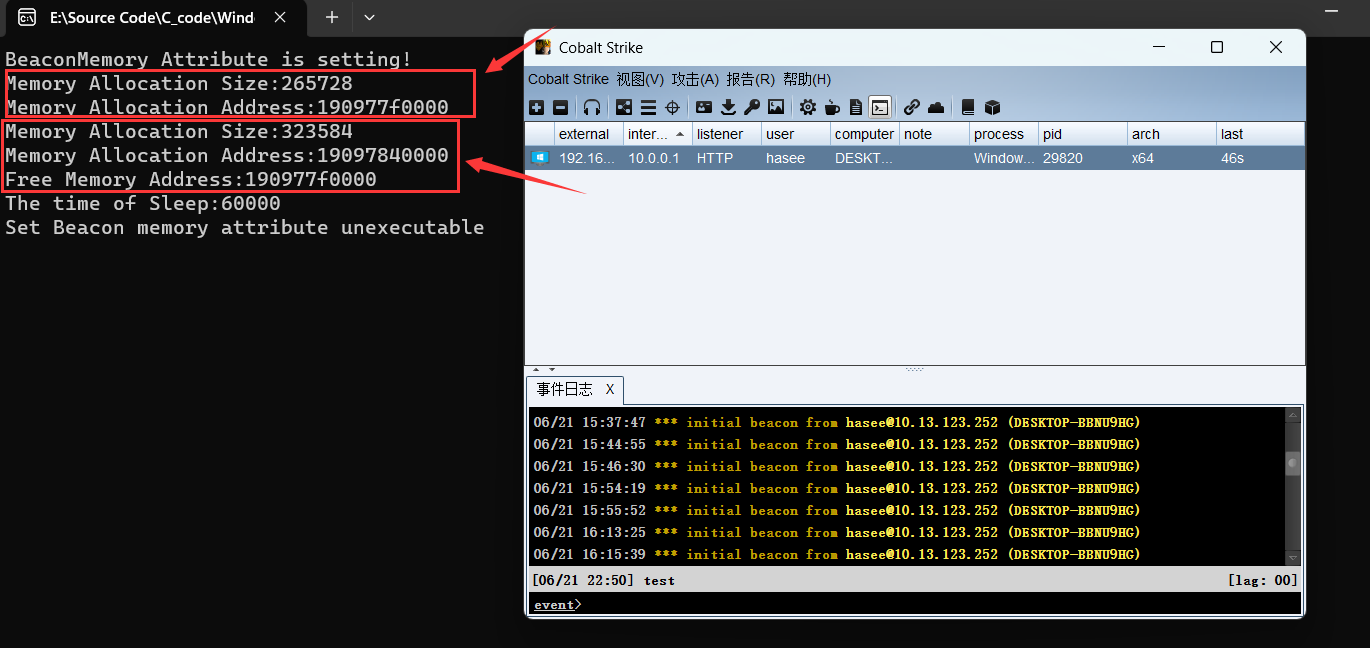 E:\Source Code\C_code\Wind
BeaconMemory Attribute is setting!
Memory Allocation Size:265728
Memory Allocation Address:190977f0000
Memory Allocation Size:323584
Memory Allocation Address:19097840000
Free Memory Address:190977f0000
The time of Sleep:60000
Set Beacon memory attribute unexecutable
Cobalt Strike
Cobalt Strike 视图(V) 攻击(A) 报告(R) 帮助(H)
external inter... listener user computer note process pid arch last
192.16... 10.0.0.1 HTTP hasee DESKT... Window... 29820 x64 46s
事件日志 X
06/21 15:37:47 *** initial beacon from hasee@10.13.123.252 (DESKTOP-BBNU9HG)
06/21 15:44:55 *** initial beacon from hasee@10.13.123.252 (DESKTOP-BBNU9HG)
06/21 15:46:30 *** initial beacon from hasee@10.13.123.252 (DESKTOP-BBNU9HG)
06/21 15:54:19 *** initial beacon from hasee@10.13.123.252 (DESKTOP-BBNU9HG)
06/21 15:55:52 *** initial beacon from hasee@10.13.123.252 (DESKTOP-BBNU9HG)
06/21 16:13:25 *** initial beacon from hasee@10.13.123.252 (DESKTOP-BBNU9HG)
06/21 16:15:39 *** initial beacon from hasee@10.13.123.252 (DESKTOP-BBNU9HG)
[06/21 22:50] test [lag: 00]
event>